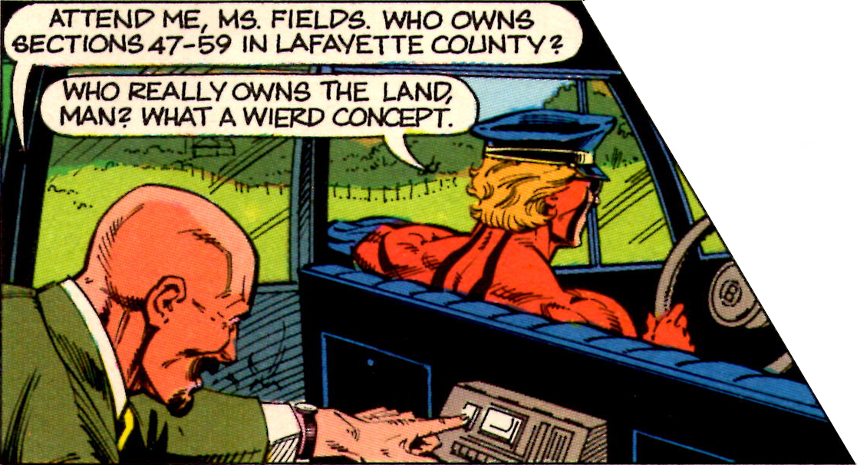 ATTEND ME, MS. FIELDS. WHO OWNS
SECTIONS 47-59 IN LAFAYETTE COUNTY?
WHO REALLY OWNS THE LAND,
MAN? WHAT A WIERD CONCEPT.